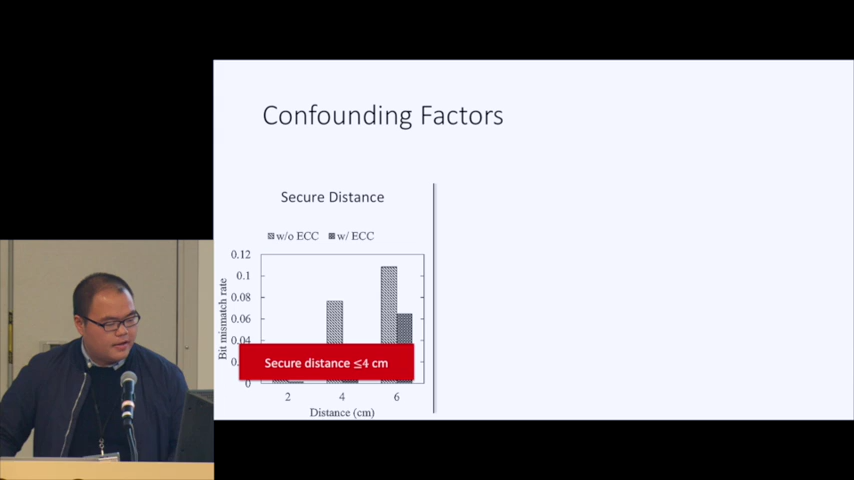 Confounding Factors
Secure Distance
w/o ECC w/ ECC
0.12
0.1
0.08
0.06
0.04
0
Bit mismatch rate
Secure distance ≤4 cm
2 4 6
Distance (cm)